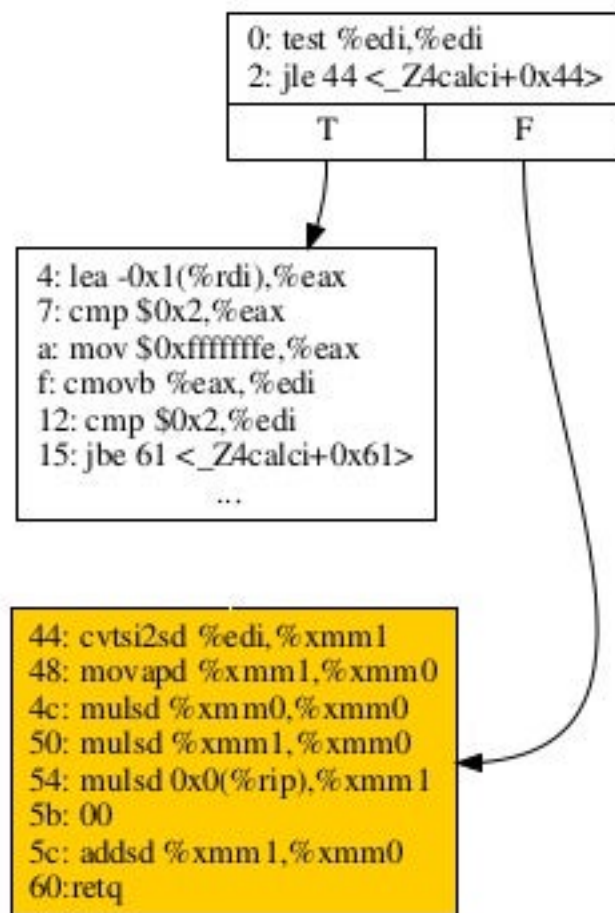 0: test %edi,%edi
2: jle 44 <_Z4calci+0x44>
T F
4: lea -0x1(%rdi),%eax
7: cmp $0x2,%eax
a: mov $0xfffffffe,%eax
f: cmovb %eax,%edi
12: cmp $0x2,%edi
15: jbe 61 <_Z4calci+0x61>
...
44: cvtsi2sd %edi,%xmm1
48: movapd %xmm1,%xmm0
4c: mulsd %xmm0,%xmm0
50: mulsd %xmm1,%xmm0
54: mulsd 0x0(%rip),%xmm1
5b: 00
5c: addsd %xmm1,%xmm0
60:retq